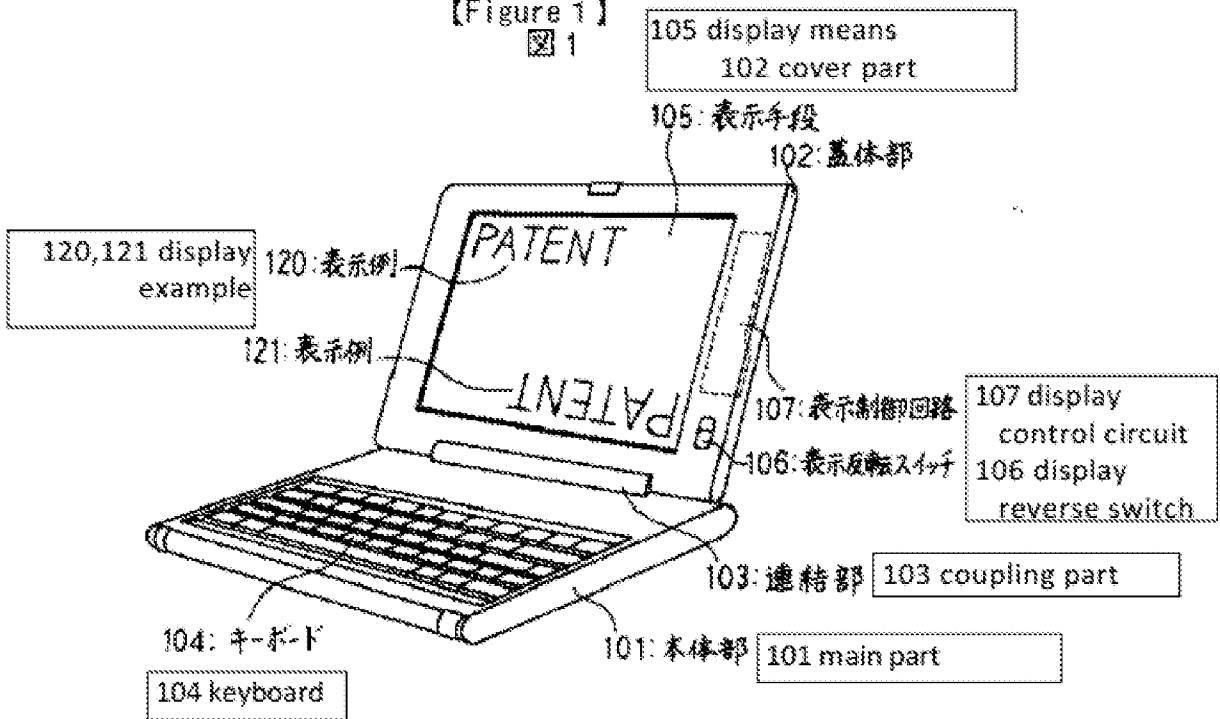 【Figure 1】
図1
105 display means
102 cover part
105:表示手段
102:蓋体部
PATENT
120,121 display
example
120:表示例
121:表示例
PATENT
107:表示制御回路
107 display
control circuit
106:表示反転スイッチ
106 display
reverse switch
103:連結部
103 coupling part
104:キーボード
104 keyboard
101:本体部
101 main part